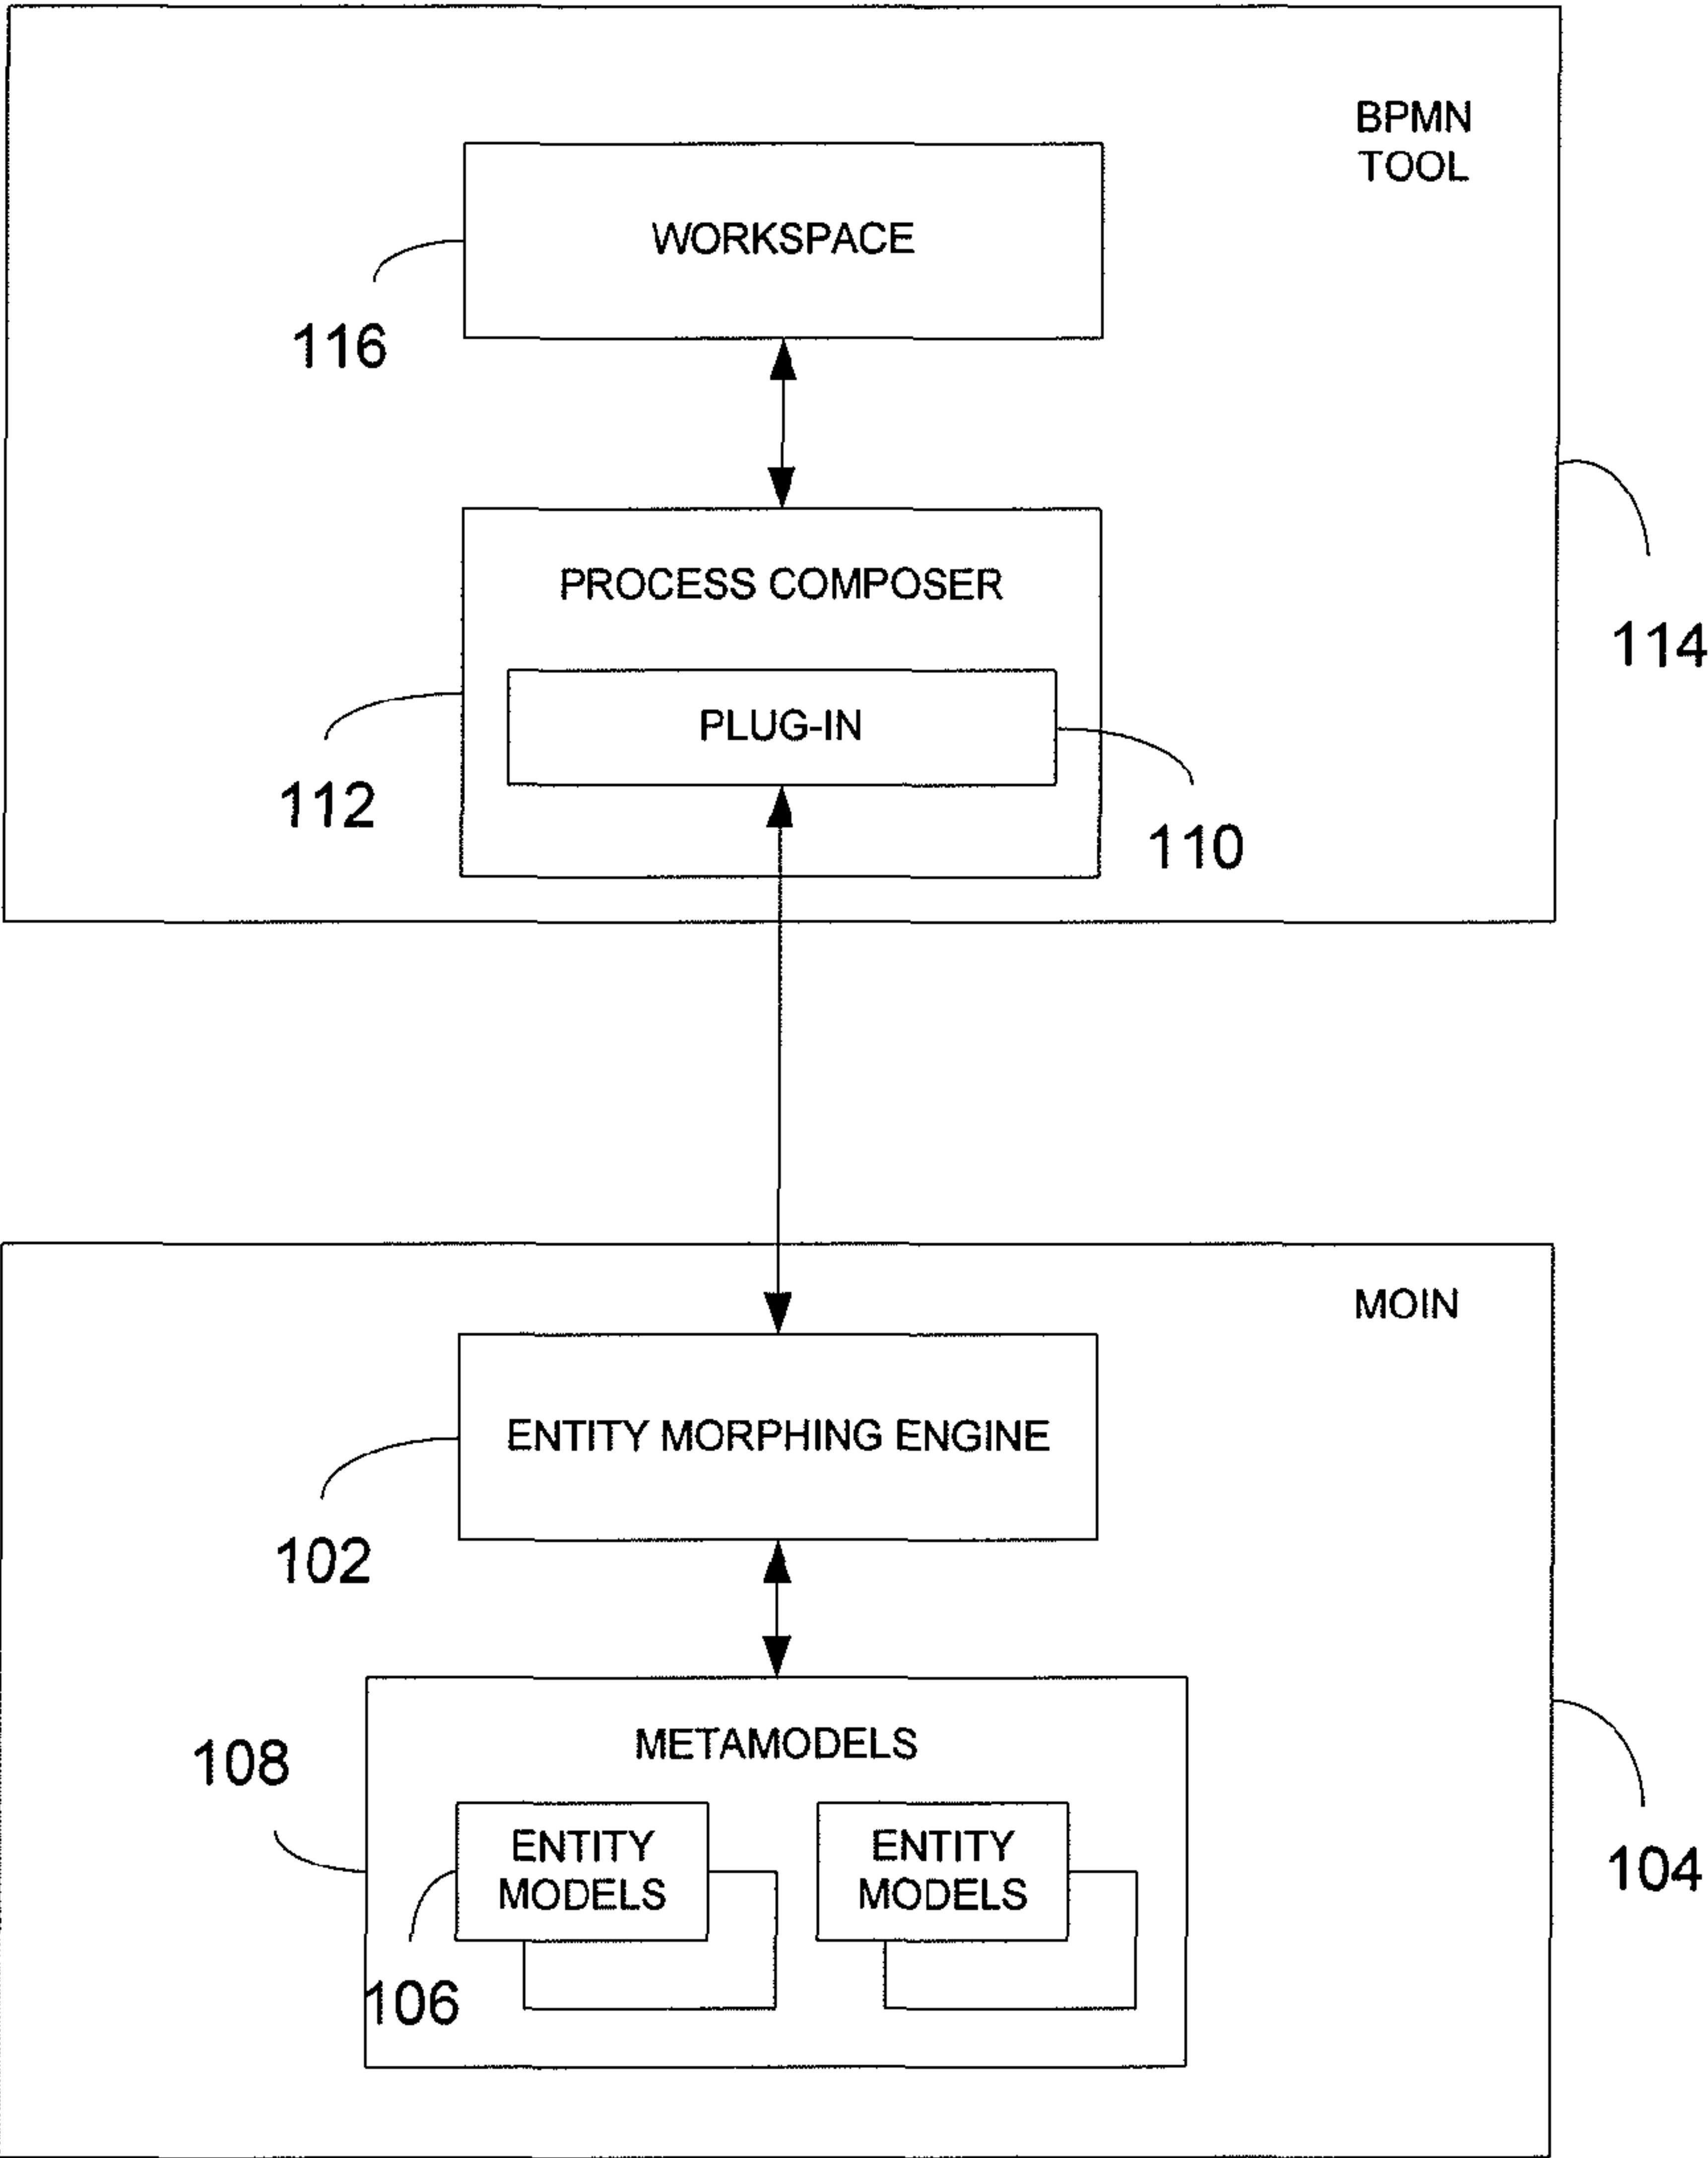 BPMN
TOOL
WORKSPACE
116
PROCESS COMPOSER
114
PLUG-IN
112
110
MOIN
ENTITY MORPHING ENGINE
102
METAMODELS
108
ENTITY
MODELS
ENTITY
MODELS
104
106